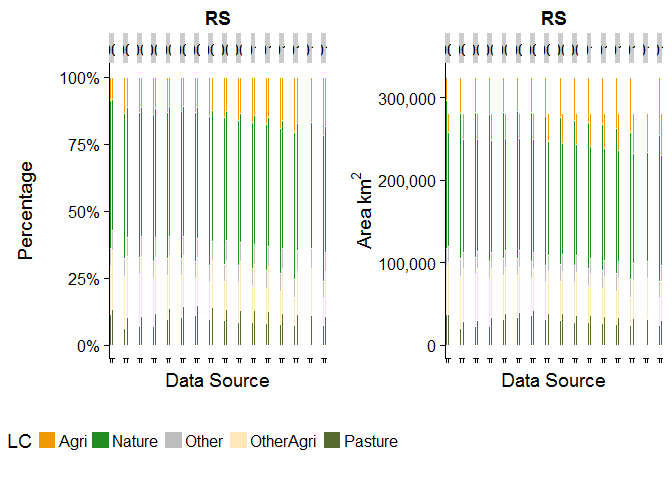 RS
RS
100%
75%
50%
25%
0%
Percentage
Data Source
300,000
200,000
100,000
0
Area km²
Data Source
LC Agri Nature Other OtherAgri Pasture